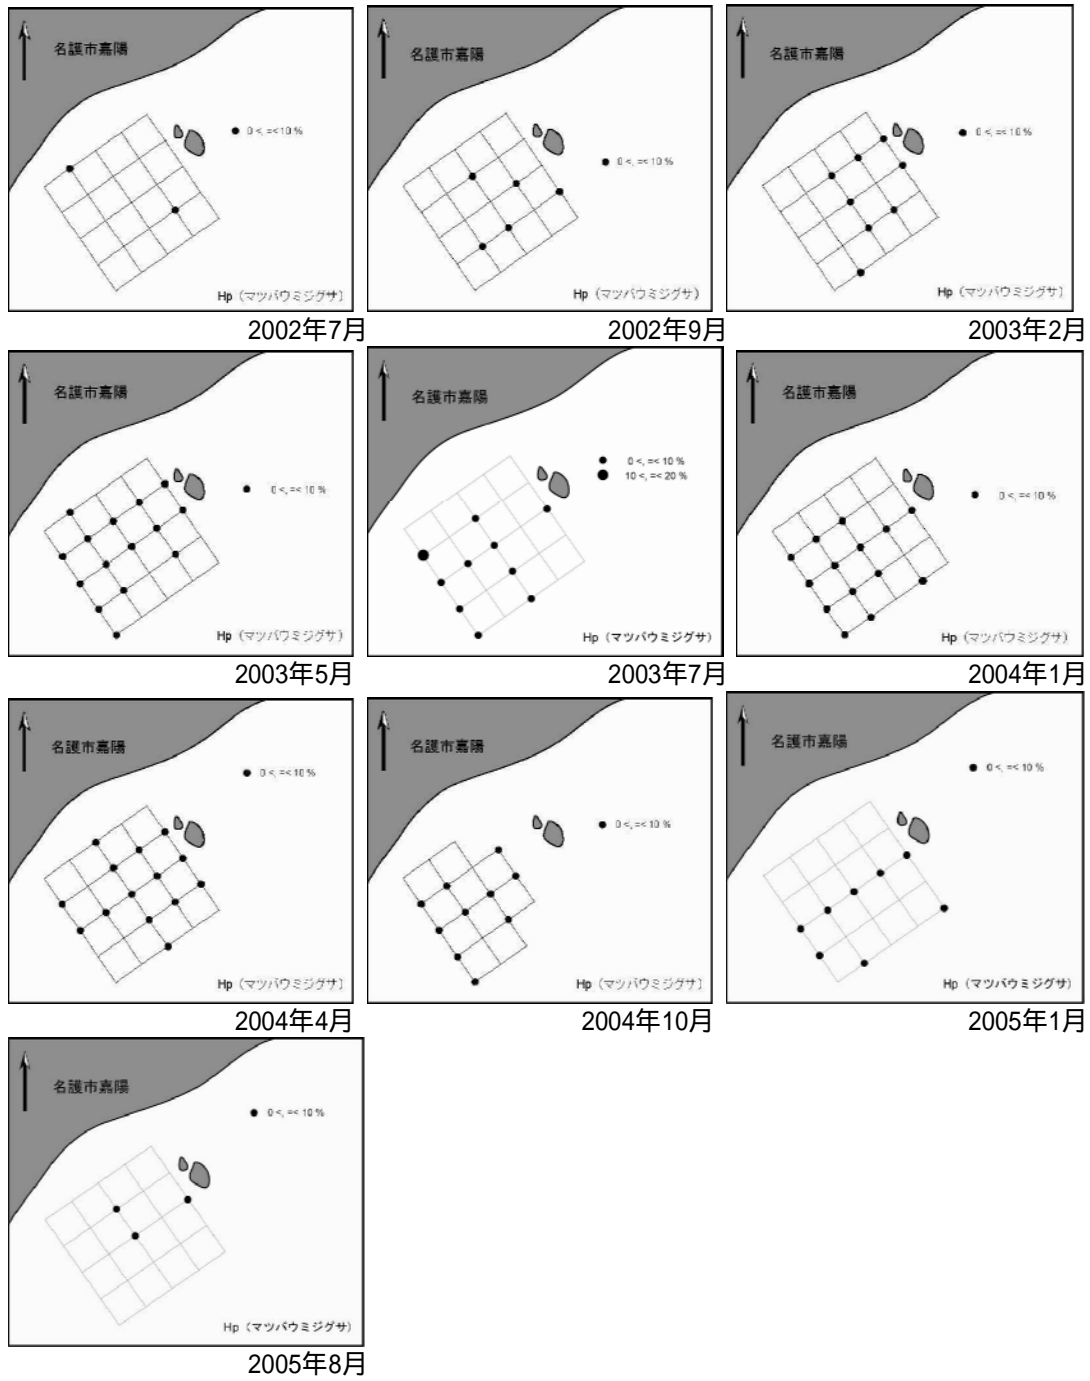 名護市嘉陽
0 <, =< 10 %
Hp (マツバウミジグサ)
2002年7月
名護市嘉陽
0 <, =< 10 %
Hp (マツバウミジグサ)
2002年9月
名護市嘉陽
0 <, =< 10 %
Hp (マツバウミジグサ)
2003年2月
名護市嘉陽
0 <, =< 10 %
Hp (マツバウミジグサ)
2003年5月
名護市嘉陽
0 <, =< 10 %
10 <, =< 20 %
Hp (マツバウミジグサ)
2003年7月
名護市嘉陽
0 <, =< 10 %
Hp (マツバウミジグサ)
2004年1月
名護市嘉陽
0 <, =< 10 %
Hp (マツバウミジグサ)
2004年4月
名護市嘉陽
0 <, =< 10 %
Hp (マツバウミジグサ)
2004年10月
名護市嘉陽
0 <, =< 10 %
Hp (マツバウミジグサ)
2005年1月
名護市嘉陽
0 <, =< 10 %
Hp (マツバウミジグサ)
2005年8月